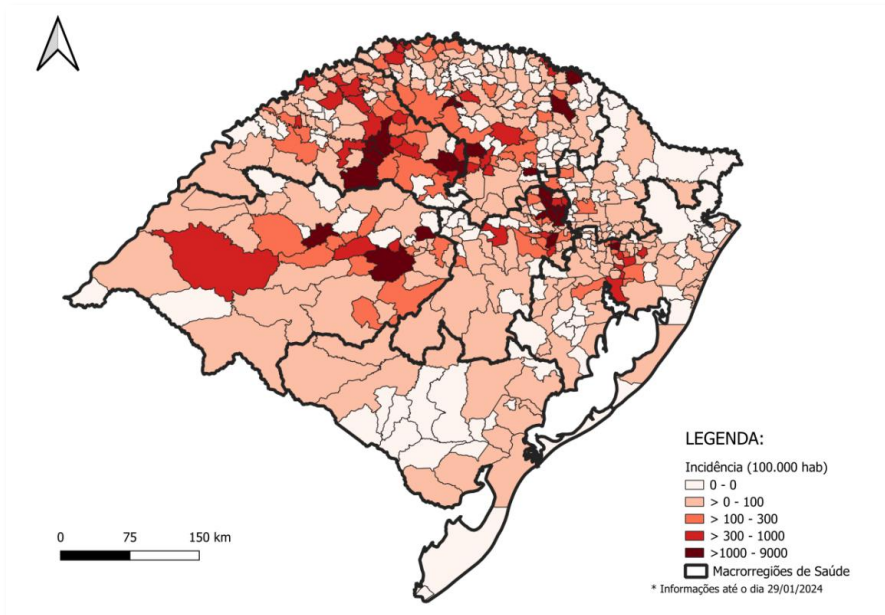 LEGENDA:
Incidência (100.000 hab)
0 - 0
> 0 - 100
> 100 - 300
> 300 - 1000
>1000 - 9000
Macrorregiões de Saúde
* Informações até o dia 29/01/2024
0 75 150 km